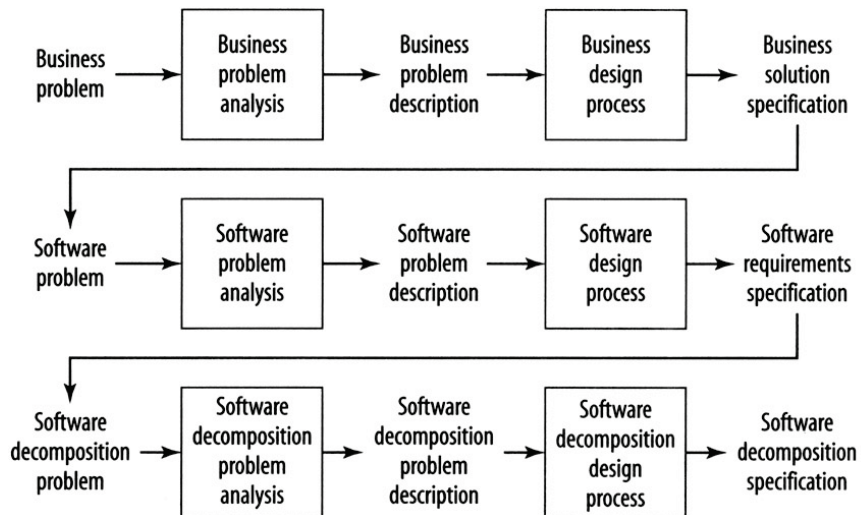 Business
problem
Business
problem
analysis
Business
problem
description
Business
design
process
Business
solution
specification
Software
problem
Software
problem
analysis
Software
problem
description
Software
design
process
Software
requirements
specification
Software
decomposition
problem
Software
decomposition
problem
analysis
Software
decomposition
problem
description
Software
decomposition
design
process
Software
decomposition
specification